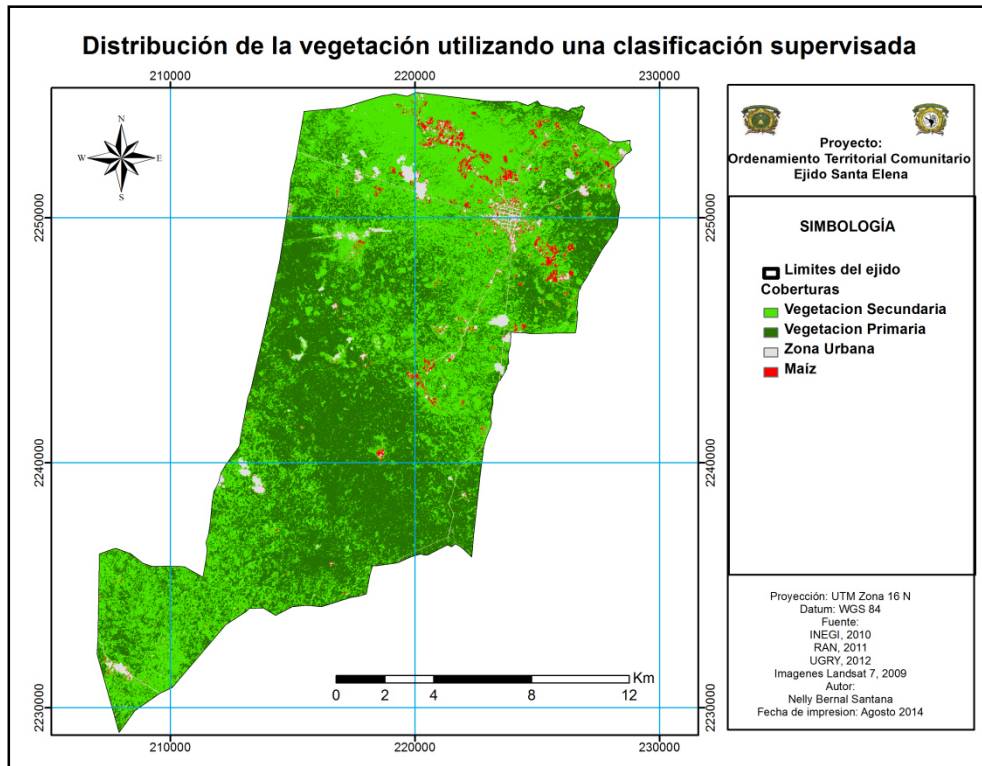 Distribución de la vegetación utilizando una clasificación supervisada
210000
220000
230000
N
W
E
S
2250000
2240000
2230000
2250000
2240000
2230000
Km
0
2
4
8
12
210000
220000
230000
Proyecto:
Ordenamiento Territorial Comunitario
Ejido Santa Elena
SIMBOLOGÍA
Limites del ejido
Coberturas
Vegetacion Secundaria
Vegetacion Primaria
Zona Urbana
Maíz
Proyección: UTM Zona 16 N
Datum: WGS 84
Fuente:
INEGI, 2010
RAN, 2011
UGRY, 2012
Imagenes Landsat 7, 2009
Autor:
Nelly Bernal Santana
Fecha de impresion: Agosto 2014